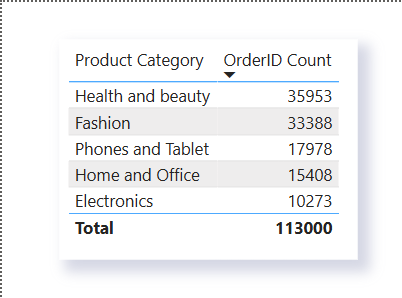 Product Category OrderID Count
Health and beauty 35953
Fashion 33388
Phones and Tablet 17978
Home and Office 15408
Electronics 10273
Total 113000